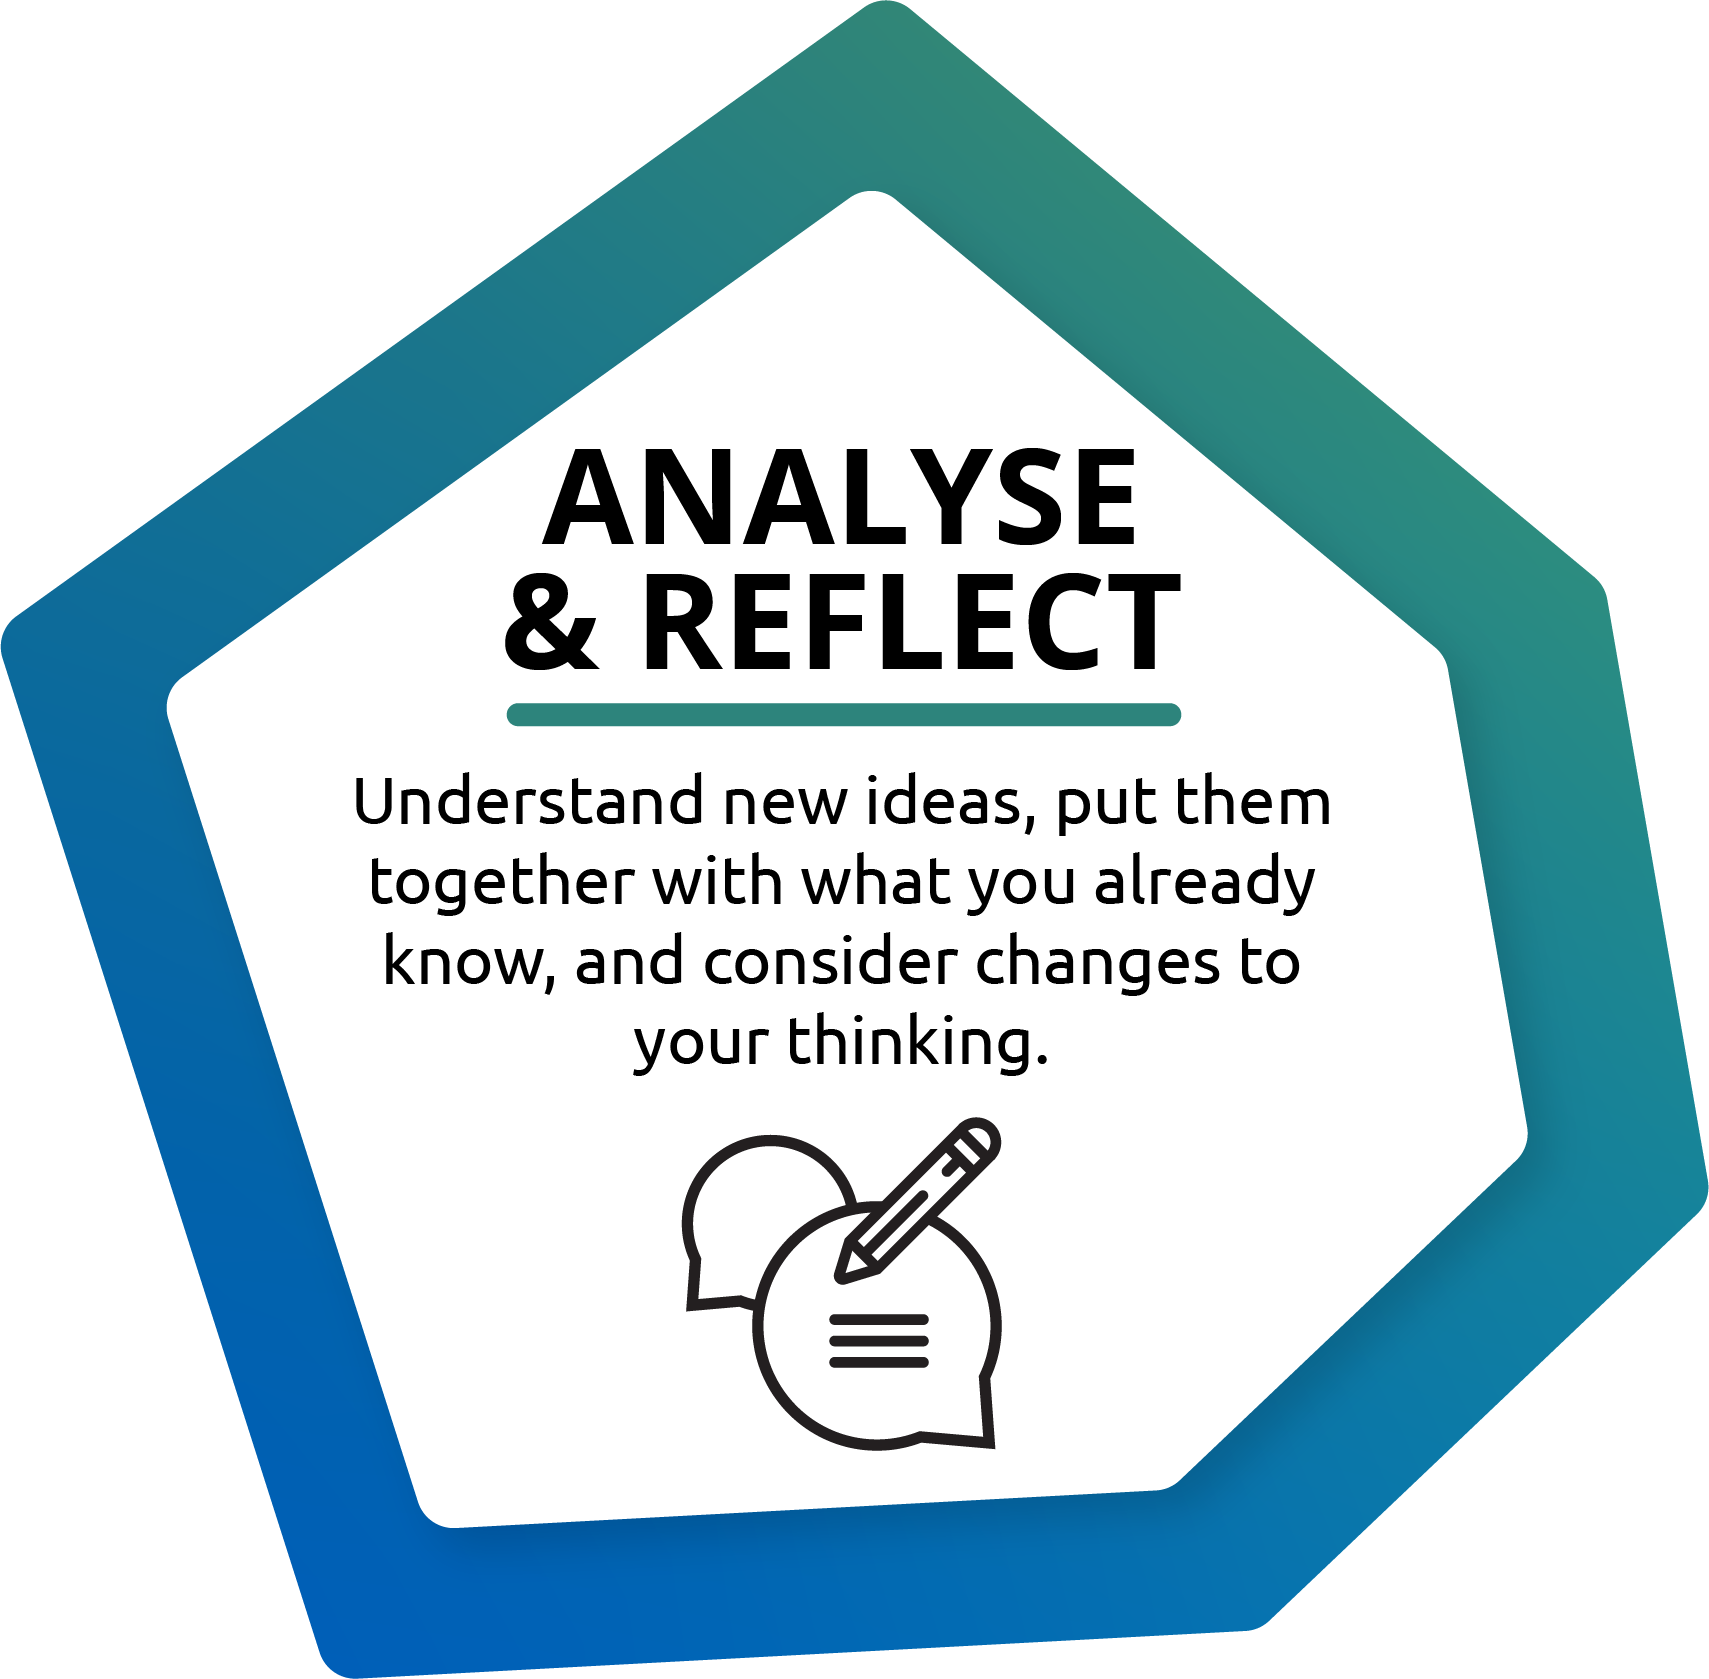 ANALYSE
& REFLECT
Understand new ideas, put them
together with what you already
know, and consider changes to
your thinking.